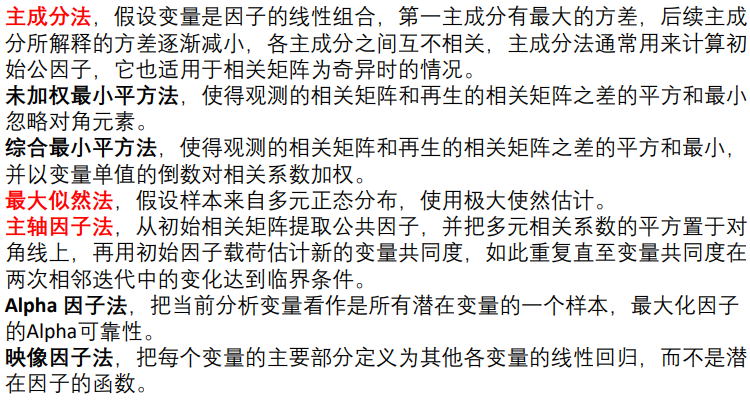 主成分法，假设变量是因子的线性组合，第一主成分有最大的方差，后续主成
分所解释的方差逐渐减小，各主成分之间互不相关，主成分法通常用来计算初
始公因子，它也适用于相关矩阵为奇异时的情况。
未加权最小平方法，使得观测的相关矩阵和再生的相关矩阵之差的平方和最小
忽略对角元素。
综合最小平方法，使得观测的相关矩阵和再生的相关矩阵之差的平方和最小，
并以变量单值的倒数对相关系数加权。
最大似然法，假设样本来自多元正态分布，使用极大使然估计。
主轴因子法，从初始相关矩阵提取公共因子，并把多元相关系数的平方置于对
角线上，再用初始因子载荷估计新的变量共同度，如此重复直至变量共同度在
两次相邻迭代中的变化达到临界条件。
Alpha 因子法，把当前分析变量看作是所有潜在变量的一个样本，最大化因子
的Alpha可靠性。
映像因子法，把每个变量的主要部分定义为其他各变量的线性回归，而不是潜
在因子的函数。